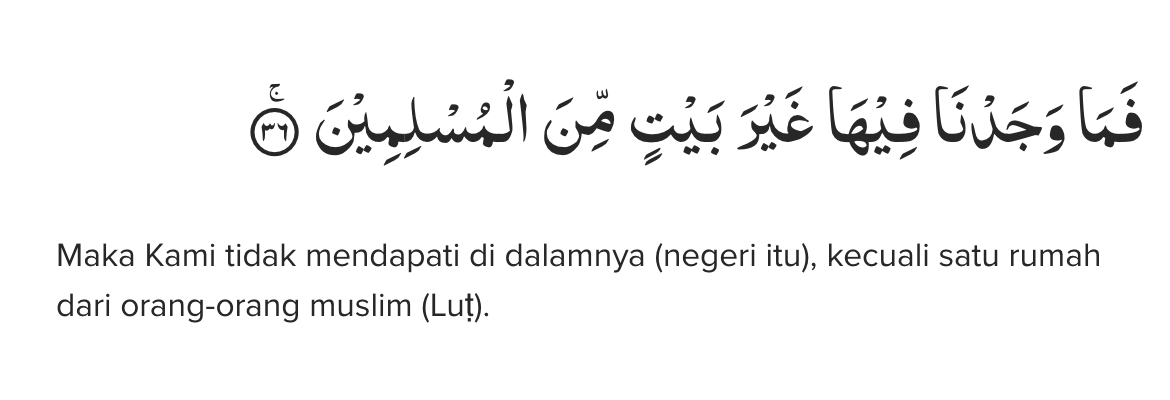 فَمَا وَجَدْنَا فِيْهَا غَيْرَ بَيْتٍ مِّنَ الْمُسْلِمِيْنَۚ ٣٦
Maka Kami tidak mendapati di dalamnya (negeri itu), kecuali satu rumah
dari orang-orang muslim (Luṭ).